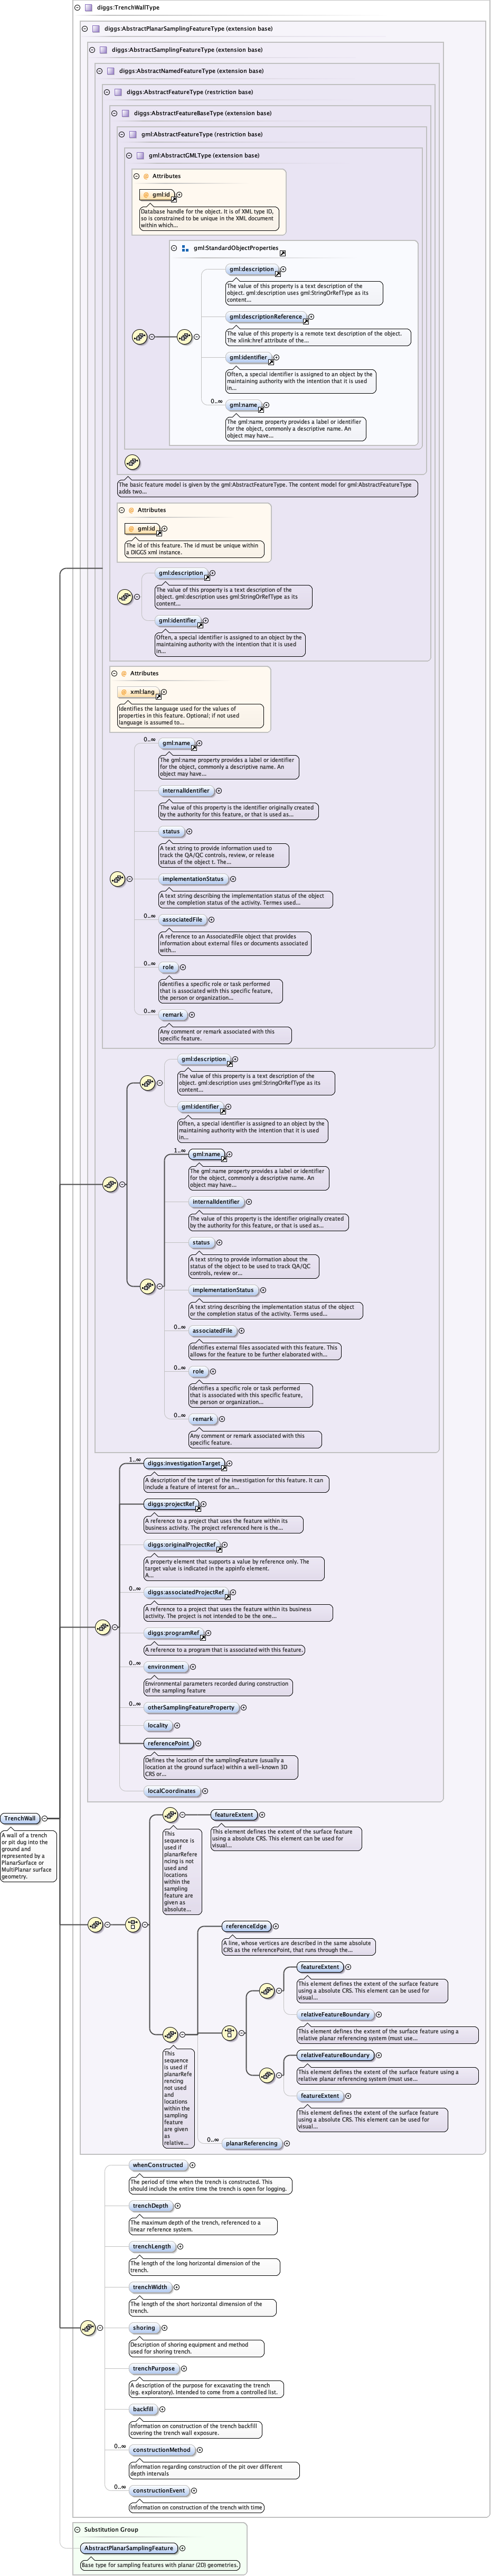 diggs:TrenchWallType
diggs:AbstractPlanarSamplingFeatureType (extension base)
diggs:AbstractSamplingFeatureType (extension base)
diggs:AbstractNamedFeatureType (extension base)
diggs:AbstractFeatureType (restriction base)
diggs:AbstractFeatureBaseType (extension base)
gml:AbstractFeatureType (restriction base)
gml:AbstractGMLType (extension base)
Attributes
gml:id
Database handle for the object. It is of XML type ID,
so is constrained to be unique in the XML document
within which...
gml:StandardObjectProperties
gml:description
The value of this property is a text description of the
object. gml:description uses gml:StringOrRefType as its
content...
gml:descriptionReference
The value of this property is a remote text description of the object.
The xlink:href attribute of the...
gml:identifier
Often, a special identifier is assigned to an object by the
maintaining authority with the intention that it is used
in...
0..∞
gml:name
The gml:name property provides a label or identifier
for the object, commonly a descriptive name. An
object may have...
The basic feature model is given by the gml:AbstractFeatureType. The content model for gml:AbstractFeatureType
adds two...
Attributes
gml:id
The id of this feature. The id must be unique within
a DIGGS xml instance.
gml:description
The value of this property is a text description of the
object. gml:description uses gml:StringOrRefType as its
content...
gml:identifier
Often, a special identifier is assigned to an object by the
maintaining authority with the intention that it is used
in...
Attributes
xml:lang
Identifies the language used for the values of
properties in this feature. Optional; if not used
language is assumed to...
0..∞
gml:name
The gml:name property provides a label or identifier
for the object, commonly a descriptive name. An
object may have...
internalIdentifier
The value of this property is the identifier originally created
by the authority for this feature, or that is used as...
status
A text string to provide information used to
track the QA/QC controls, review, or release
status of the object t. The...
implementationStatus
A text string describing the implementation status of the object
or the completion status of the activity. Termes used...
0..∞
associatedFile
A reference to an AssociatedFile object that provides
information about external files or documents associated
with...
0..∞
role
Identifies a specific role or task performed
that is associated with this specific feature,
the person or organization...
0..∞
remark
Any comment or remark associated with this
specific feature.
gml:description
The value of this property is a text description of the
object. gml:description uses gml:StringOrRefType as its
content...
gml:identifier
Often, a special identifier is assigned to an object by the
maintaining authority with the intention that it is used
in...
1..∞
gml:name
The gml:name property provides a label or identifier
for the object, commonly a descriptive name. An
object may have...
internalIdentifier
The value of this property is the identifier originally created
by the authority for this feature, or that is used as...
status
A text string to provide information about the
status of the object to be used to track QA/QC
controls, review or...
implementationStatus
A text string describing the implementation status of the object
or the completion status of the activity. Terms used...
0..∞
associatedFile
Identifies external files associated with this feature. This
allows for the feature to be further elaborated with...
0..∞
role
Identifies a specific role or task performed
that is associated with this specific feature,
the person or organization...
0..∞
remark
Any comment or remark associated with this
specific feature.
1..∞
diggs:investigationTarget
A description of the target of the investigation for this feature. It can
include a feature of interest for an...
diggs:projectRef
A reference to a project that uses the feature within its
business activity. The project referenced here is the...
diggs:originalProjectRef
A property element that supports a value by reference only. The
target value is indicated in the appinfo element.
A...
0..∞
diggs:associatedProjectRef
A reference to a project that uses the feature within its business
activity. The project is not intended to be the one...
diggs:programRef
A reference to a program that is associated with this feature.
0..∞
environment
Environmental parameters recorded during construction
of the sampling feature
0..∞
otherSamplingFeatureProperty
locality
referencePoint
Defines the location of the samplingFeature (usually a
location at the ground surface) within a well-known 3D
CRS or...
localCoordinates
TrenchWall
A wall of a trench
or pit dug into the
ground and
represented by a
PlanarSurface or
MultiPlanar surface
geometry.
This
sequence is
used if
planarRefere
ncing is not
used and
locations
within the
sampling
feature are
given as
absolute...
featureExtent
This element defines the extent of the surface feature
using a absolute CRS. This element can be used for
visual...
This
sequence is
used if
planarRefe
rencing
not used
and
locations
within the
sampling
feature
are given
as
relative...
referenceEdge
A line, whose vertices are described in the same absolute
CRS as the referencePoint, that runs through the...
featureExtent
This element defines the extent of the surface feature
using a absolute CRS. This element can be used for
visual...
relativeFeatureBoundary
This element defines the extent of the surface feature using a
relative planar referencing system (must use...
relativeFeatureBoundary
This element defines the extent of the surface feature using a
relative planar referencing system (must use...
featureExtent
This element defines the extent of the surface feature
using a absolute CRS. This element can be used for
visual...
0..∞
planarReferencing
whenConstructed
The period of time when the trench is constructed. This
should include the entire time the trench is open for logging.
trenchDepth
The maximum depth of the trench, referenced to a
linear reference system.
trenchLength
The length of the long horizontal dimension of the
trench.
trenchWidth
The length of the short horizontal dimension of the
trench.
shoring
Description of shoring equipment and method
used for shoring trench.
trenchPurpose
A description of the purpose for excavating the trench
(eg. exploratory). Intended to come from a controlled list.
backfill
Information on construction of the trench backfill
covering the trench wall exposure.
0..∞
constructionMethod
Information regarding construction of the pit over different
depth intervals
0..∞
constructionEvent
Information on construction of the trench with time
Substitution Group
AbstractPlanarSamplingFeature
Base type for sampling features with planar (2D) geometries.